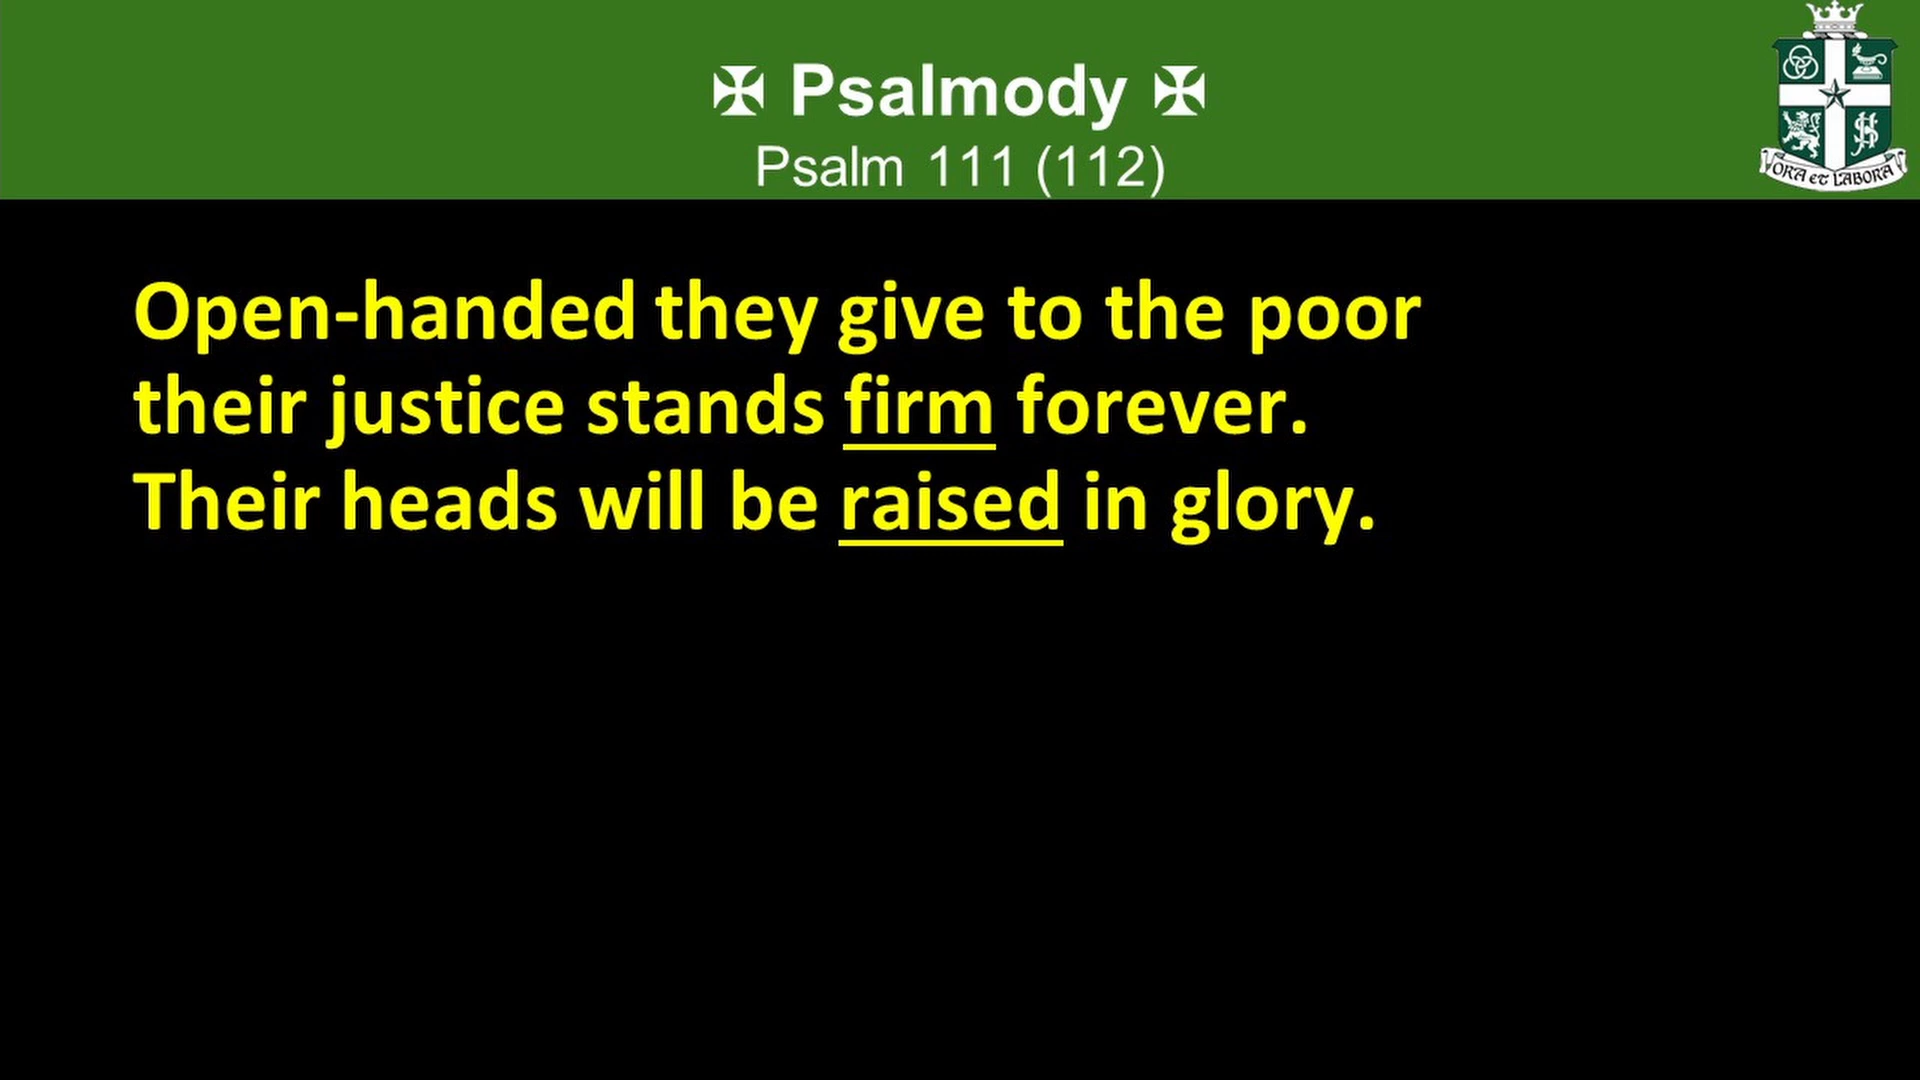 ✠ Psalmody ✠
Psalm 111 (112)
ORA et LABORA
Open-handed they give to the poor
their justice stands firm forever.
Their heads will be raised in glory.